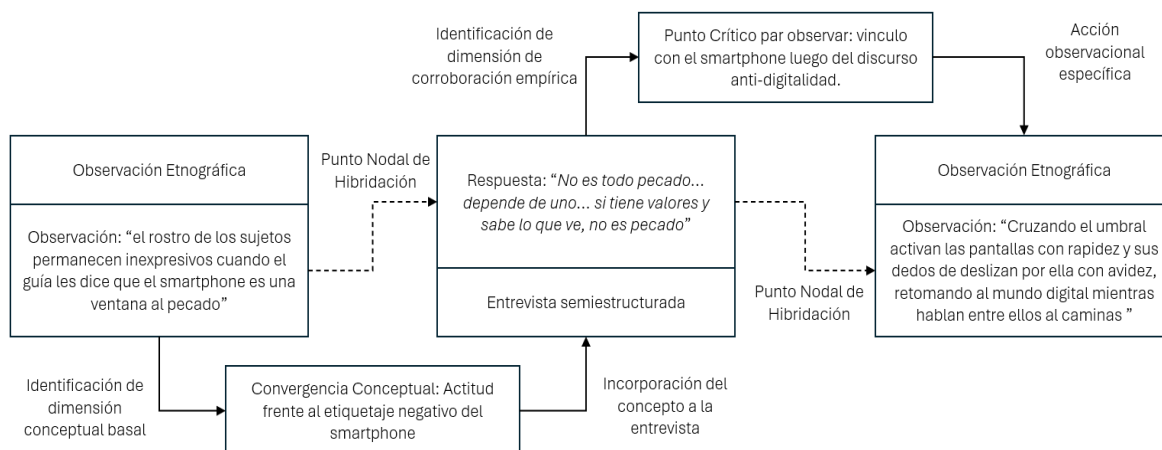 Identificación de
dimensión de
corroboración empírica
Punto Crítico par observar: vinculo
con el smartphone luego del discurso
anti-digitalidad.
Acción
observacional
específica
Observación Etnográfica
Observación: “el rostro de los sujetos
permanecen inexpresivos cuando el
guía les dice que el smartphone es una
ventana al pecado”
Punto Nodal de
Hibridación
Respuesta: “No es todo pecado...
depende de uno... si tiene valores y
sabe lo que ve, no es pecado”
Entrevista semiestructurada
Punto Nodal de
Hibridación
Observación Etnográfica
Observación: “Cruzando el umbral
activan las pantallas con rapidez y sus
dedos de deslizan por ella con avidez,
retomando al mundo digital mientras
hablan entre ellos al caminas ”
Identificación de
dimensión
conceptual basal
Convergencia Conceptual: Actitud
frente al etiquetaje negativo del
smartphone
Incorporación del
concepto a la
entrevista